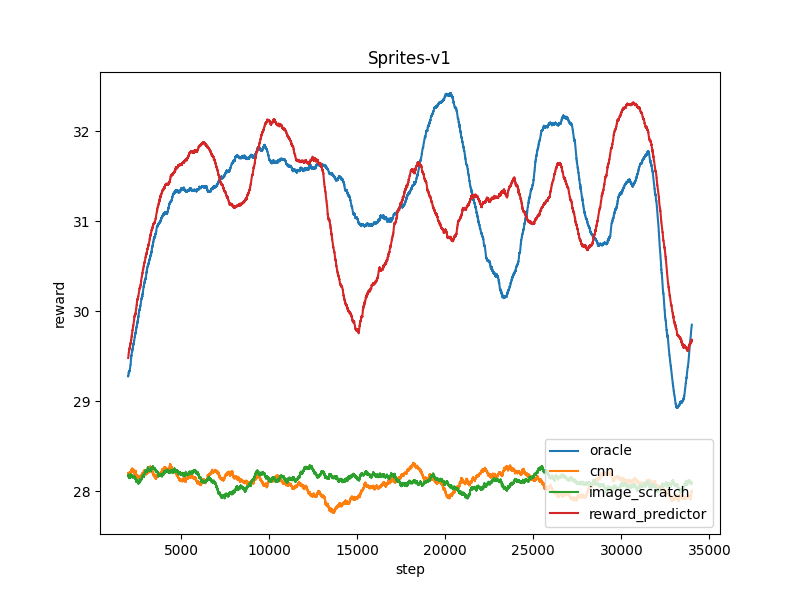 Sprites-v1
reward
32
31
30
29
28
oracle
cnn
image_scratch
reward_predictor
5000 10000 15000 20000 25000 30000 35000
step